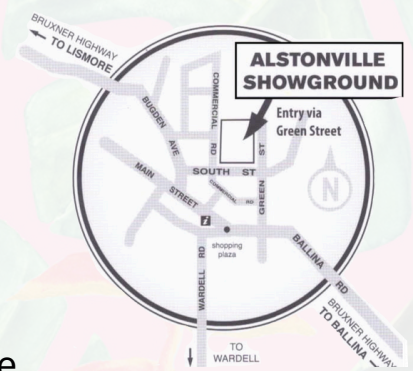 BRUXNER HIGHWAY
TO LISMORE
ALSTONVILLE
SHOWGROUND
Entry via
Green Street
COMMERCIAL RD
BUGDEN AVE
SOUTH ST
GREEN ST
MAIN STREET
COMMERCIAL RD
N
i
shopping
plaza
WARDELL RD
BALLINA RD
BRUXNER HIGHWAY
TO BALLINA
TO
WARDELL
e